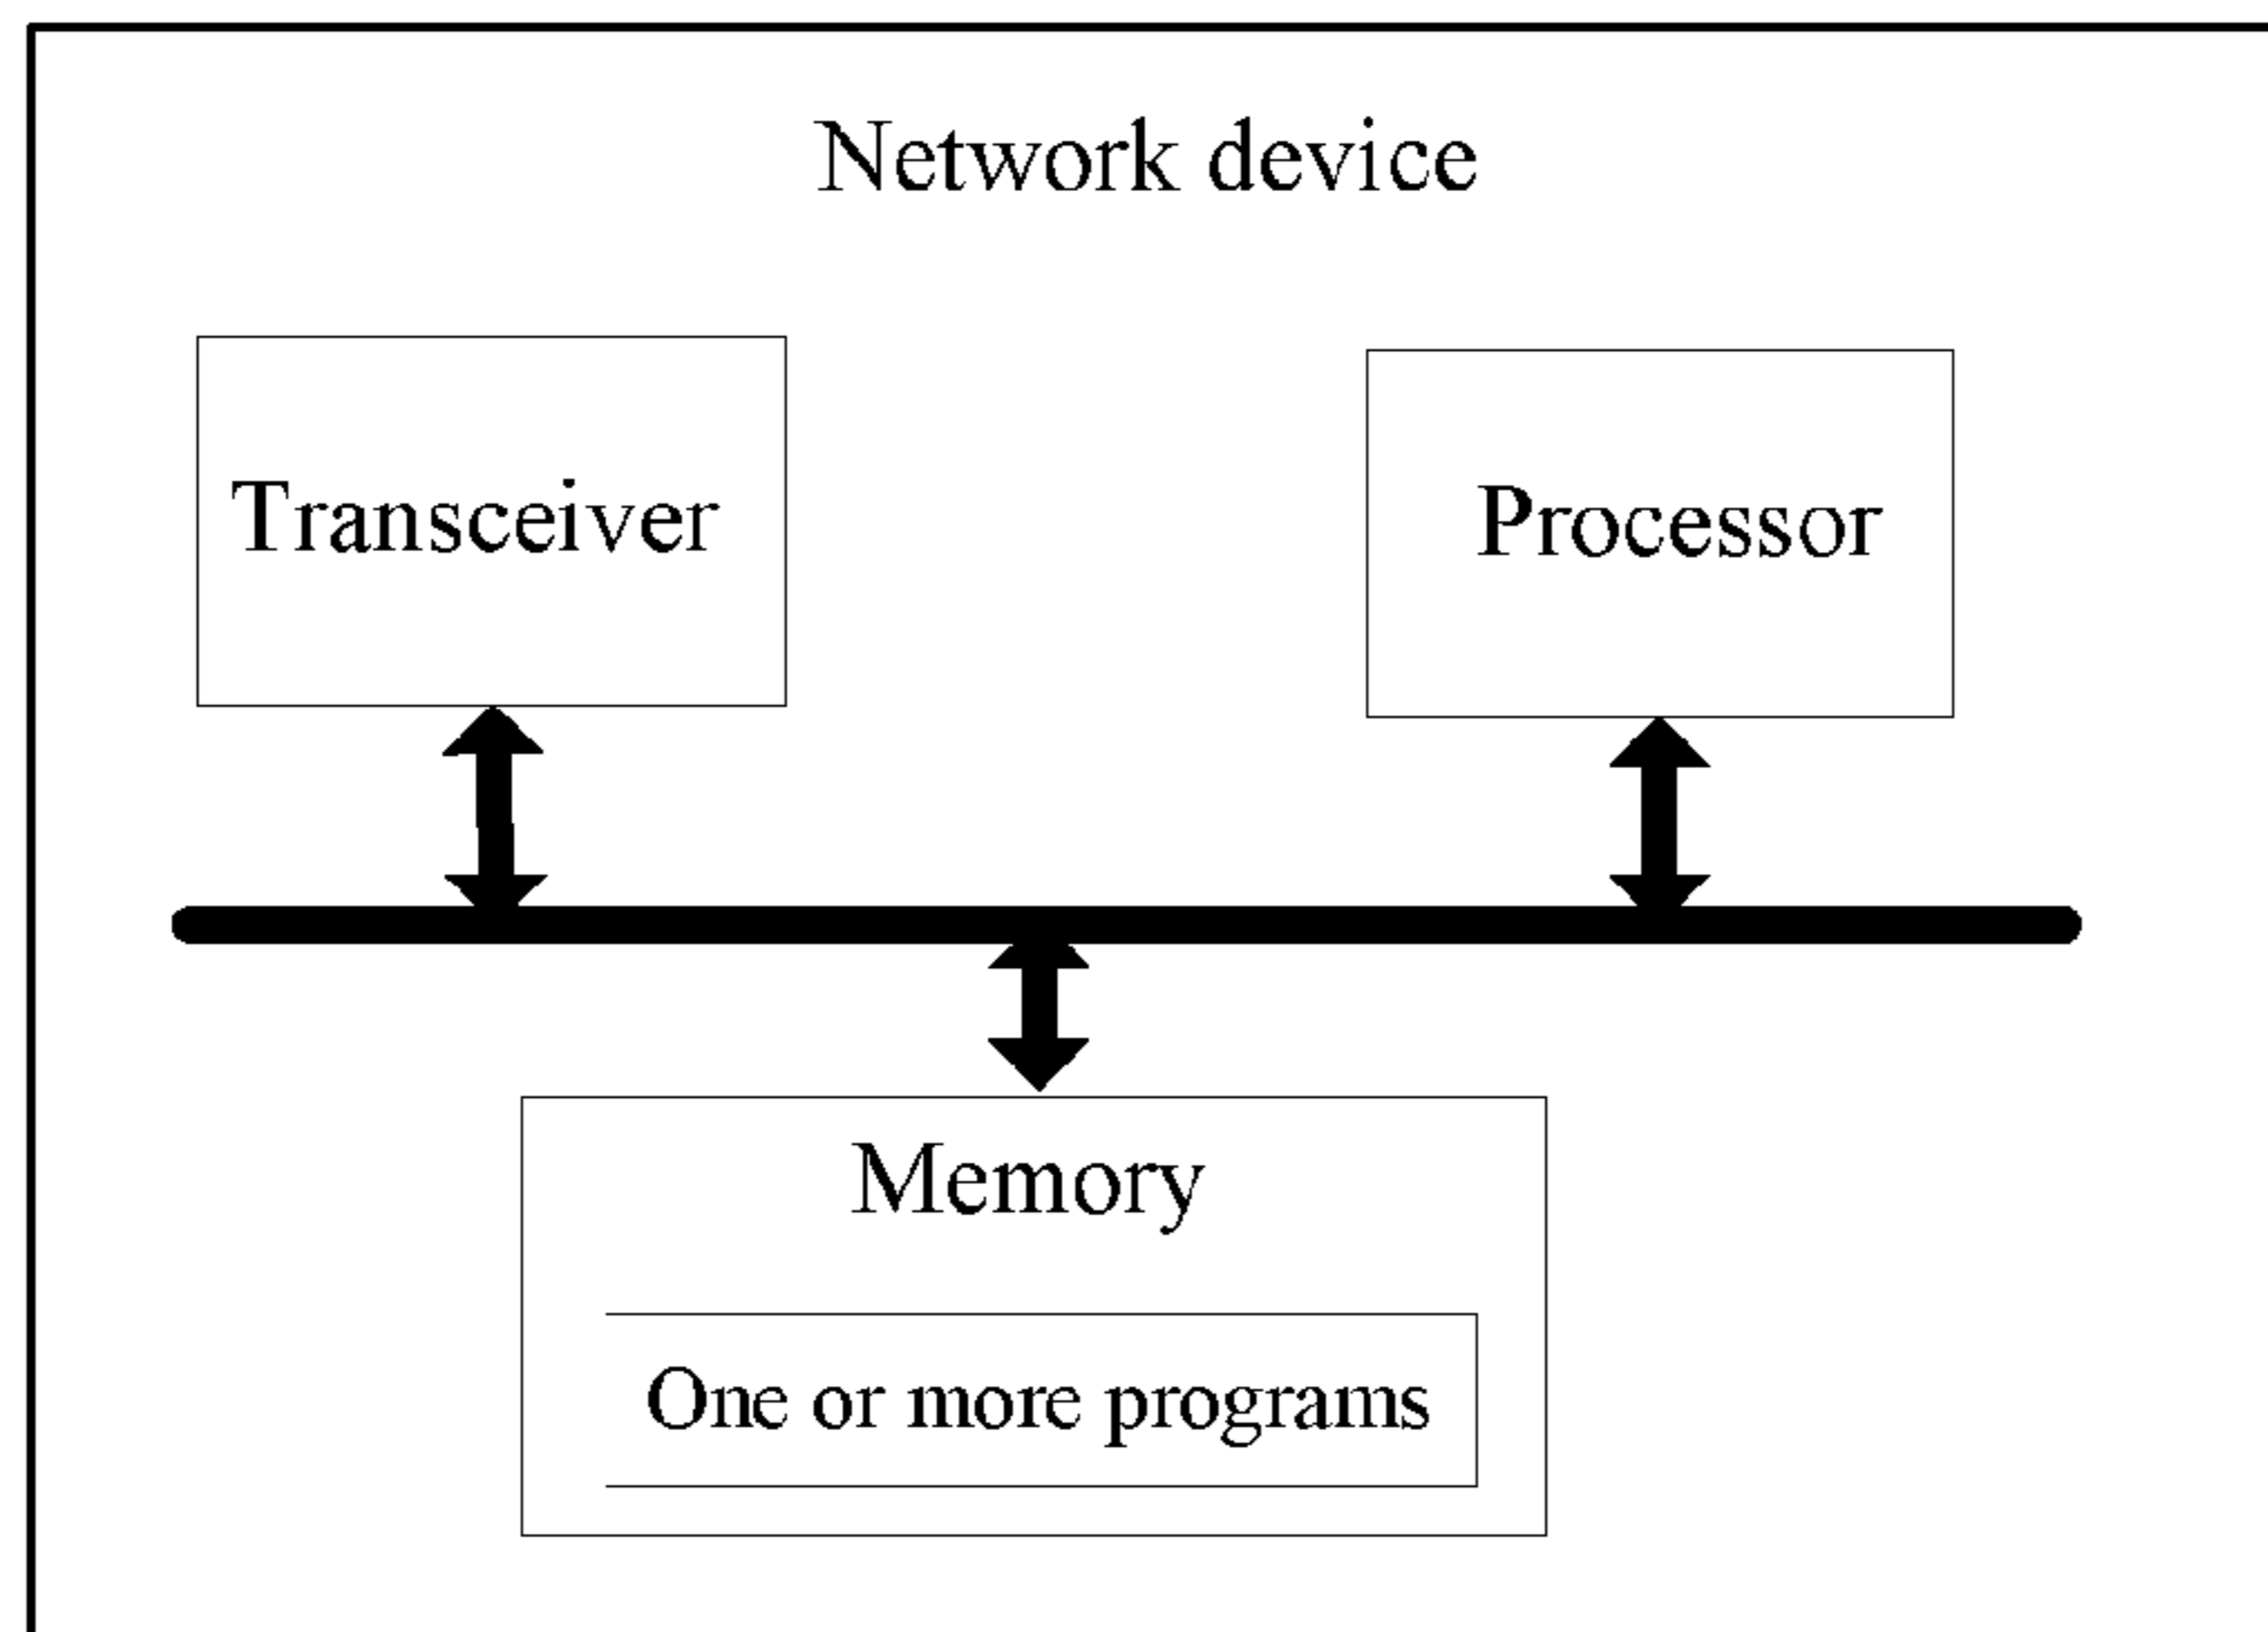 Network device
Transceiver
Processor
Memory
One or more programs